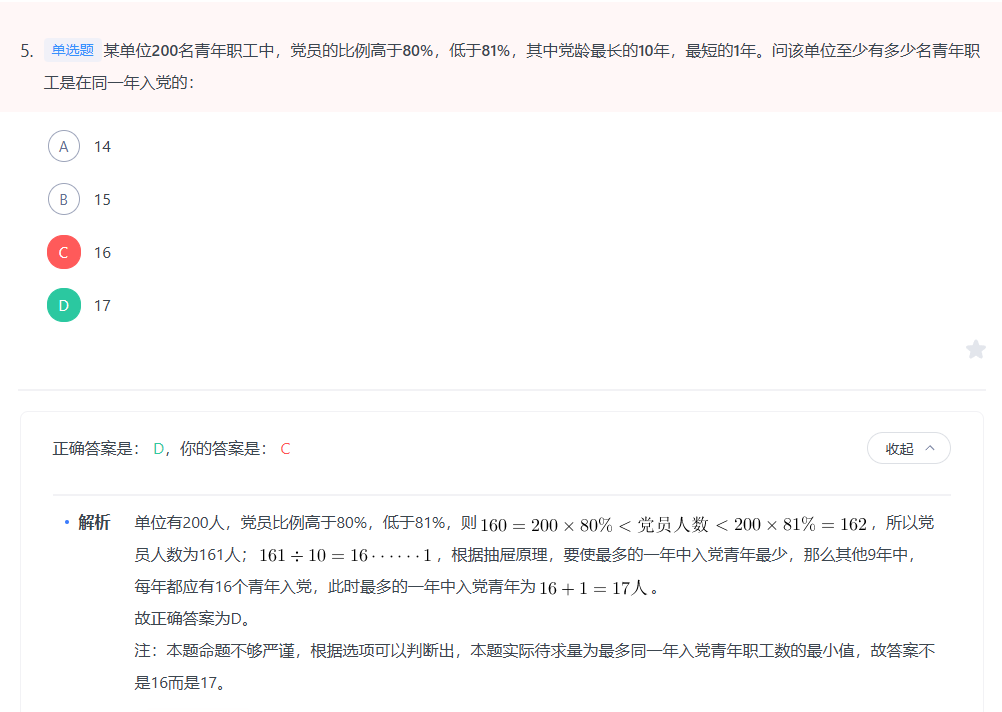 5. 单选题 某单位200名青年职工中，党员的比例高于80%，低于81%，其中党龄最长的10年，最短的1年。问该单位至少有多少名青年职
工是在同一年入党的：
A 14
B 15
C 16
D 17
正确答案是： D，你的答案是： C
收起
• 解析 单位有200人，党员比例高于80%，低于81%，则 160 = 200 × 80% < 党员人数 < 200 × 81% = 162 ，所以党
员人数为161人； 161 ÷ 10 = 16 · · · · · · 1 ，根据抽屉原理，要使最多的一年中入党青年最少，那么其他9年中，
每年都应有16个青年入党，此时最多的一年中入党青年为 16 + 1 = 17人 。
故正确答案为D。
注：本题命题不够严谨，根据选项可以判断出，本题实际待求量为最多同一年入党青年职工数的最小值，故答案不
是16而是17。